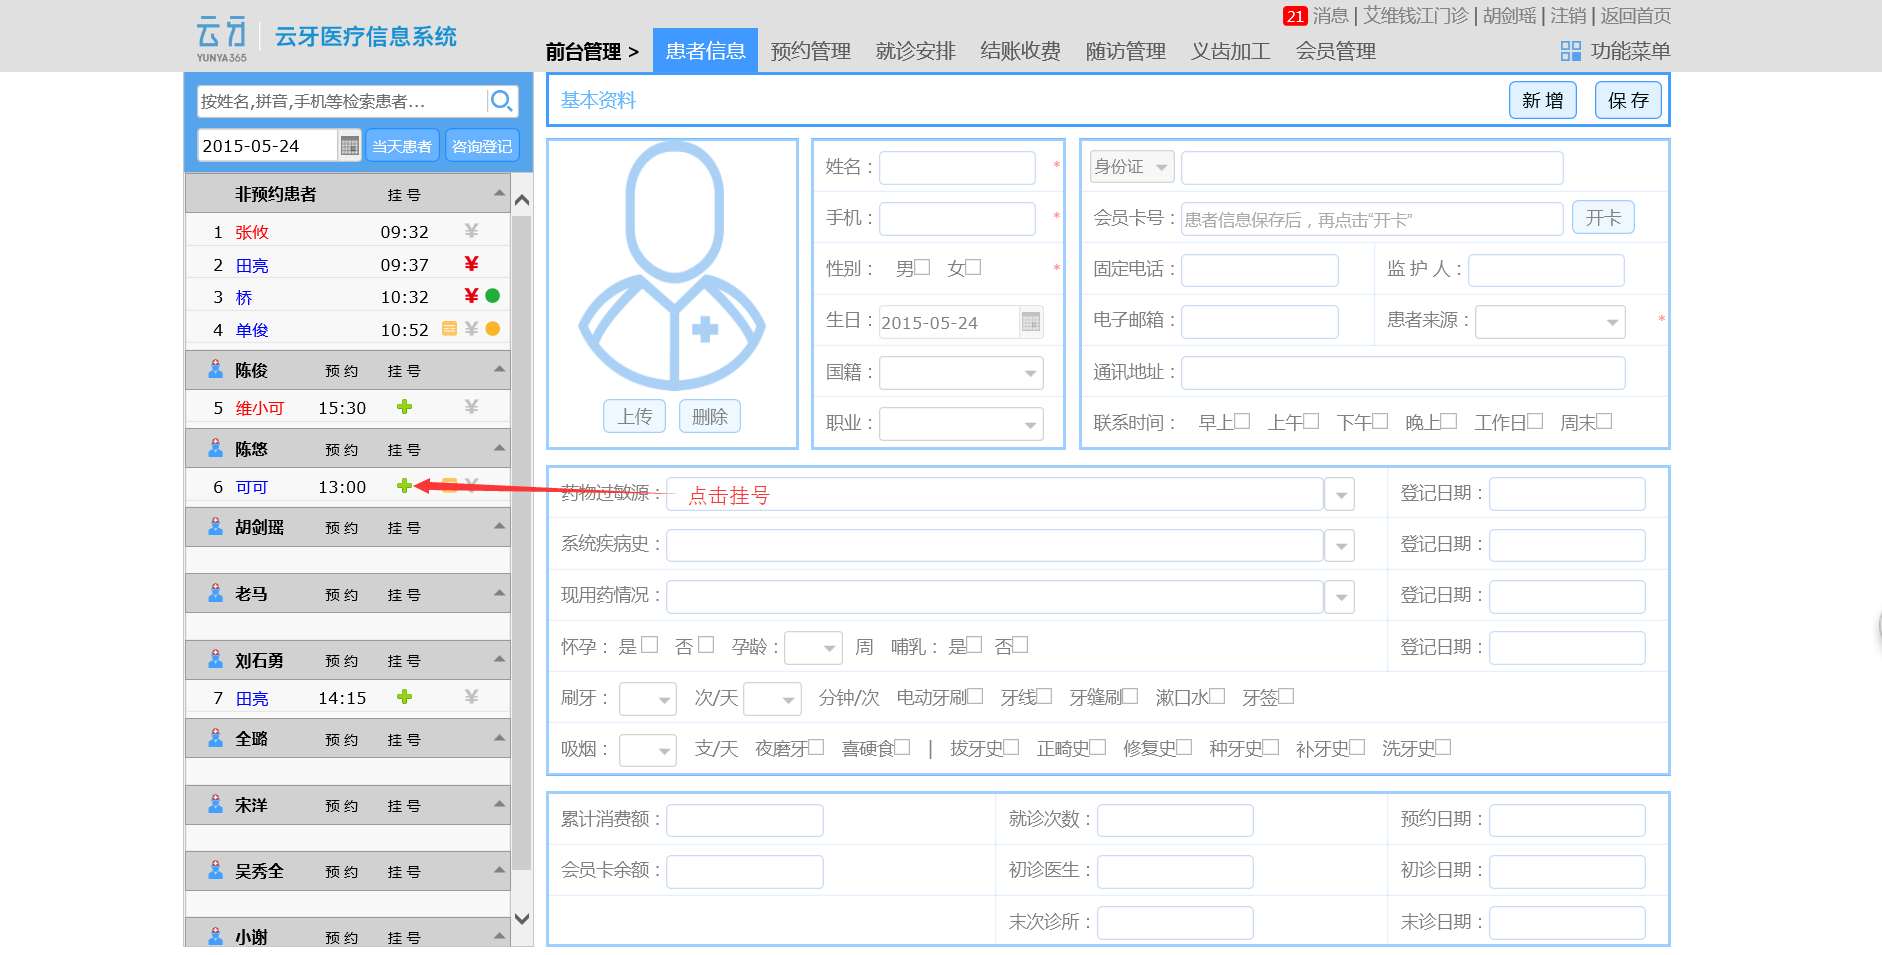 21 消息 | 艾维钱江门诊 | 胡剑瑶 | 注销 | 返回首页
云牙 YUNYA365 云牙医疗信息系统
前台管理 > 患者信息 预约管理 就诊安排 结账收费 随访管理 义齿加工 会员管理 功能菜单
按姓名,拼音,手机等检索患者...
2015-05-24 当天患者 咨询登记
非预约患者 挂号
1 张攸 09:32 ¥
2 田亮 09:37 ¥
3 桥 10:32 ¥
4 单俊 10:52 ¥
陈俊 预约 挂号
5 维小可 15:30 ¥
陈悠 预约 挂号
6 可可 13:00 ¥
胡剑瑶 预约 挂号
老马 预约 挂号
刘石勇 预约 挂号
7 田亮 14:15 ¥
全璐 预约 挂号
宋洋 预约 挂号
吴秀全 预约 挂号
小谢 预约 挂号
基本资料 新增 保存
上传 删除
姓名： *
手机： *
性别： 男 女 *
生日：2015-05-24
国籍：
职业：
身份证
会员卡号：患者信息保存后，再点击“开卡” 开卡
固定电话： 监护人：
电子邮箱： 患者来源： *
通讯地址：
联系时间： 早上 上午 下午 晚上 工作日 周末
药物过敏源： 点击挂号 登记日期：
系统疾病史： 登记日期：
现用药情况： 登记日期：
怀孕： 是 否 孕龄： 周 哺乳： 是 否 登记日期：
刷牙： 次/天 分钟/次 电动牙刷 牙线 牙缝刷 漱口水 牙签
吸烟： 支/天 夜磨牙 喜硬食 | 拔牙史 正畸史 修复史 种牙史 补牙史 洗牙史
累计消费额： 就诊次数： 预约日期：
会员卡余额： 初诊医生： 初诊日期：
末次诊所： 末诊日期：